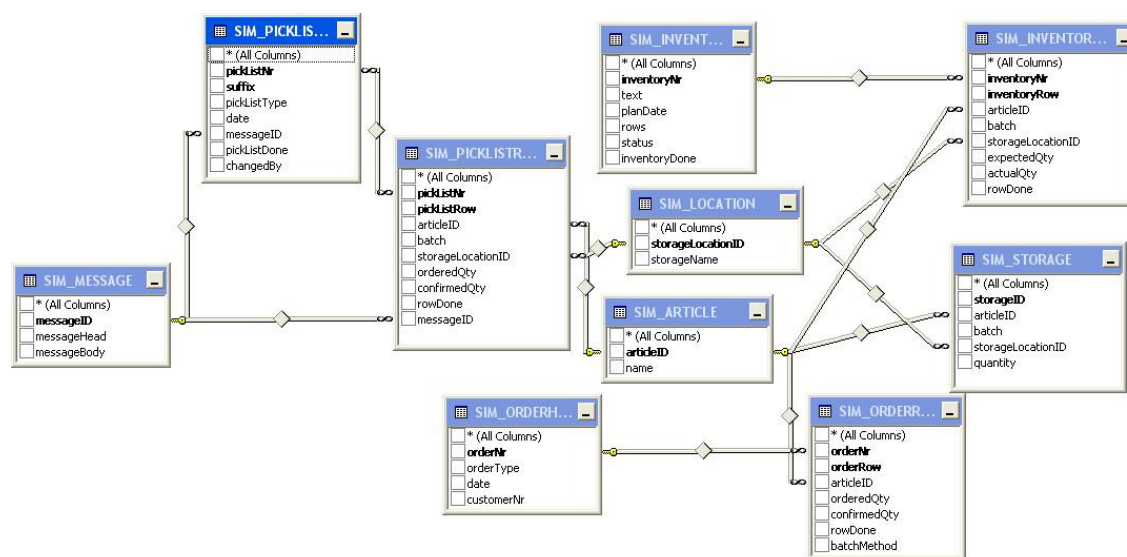 SIM_PICKLIS...
* (All Columns)
pickListNr
suffix
pickListType
date
messageID
pickListDone
changedBy
SIM_INVENT...
* (All Columns)
inventoryNr
text
planDate
rows
status
inventoryDone
SIM_INVENTOR...
* (All Columns)
inventoryNr
inventoryRow
articleID
batch
storageLocationID
expectedQty
actualQty
rowDone
SIM_PICKLISTR...
* (All Columns)
pickListNr
pickListRow
articleID
batch
storageLocationID
orderedQty
confirmedQty
rowDone
messageID
SIM_LOCATION
* (All Columns)
storageLocationID
storageName
SIM_STORAGE
* (All Columns)
storageID
articleID
batch
storageLocationID
quantity
SIM_MESSAGE
* (All Columns)
messageID
messageHead
messageBody
SIM_ARTICLE
* (All Columns)
articleID
name
SIM_ORDERH...
* (All Columns)
orderNr
orderType
date
customerNr
SIM_ORDERR...
* (All Columns)
orderNr
orderRow
articleID
orderedQty
confirmedQty
rowDone
batchMethod